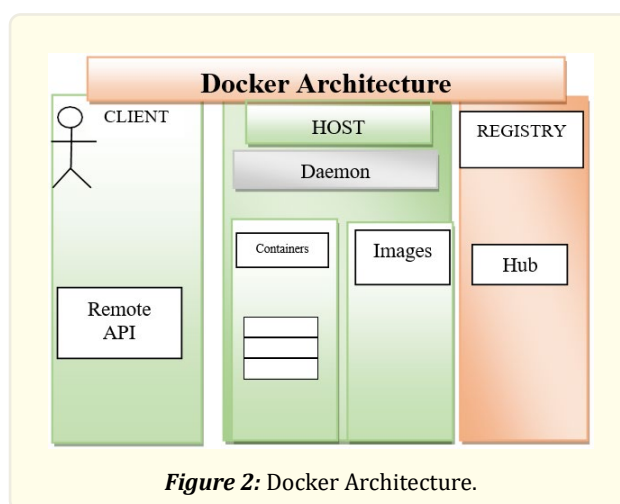 Docker Architecture
CLIENT
Remote
API
HOST
Daemon
Containers
Images
REGISTRY
Hub
Figure 2: Docker Architecture.